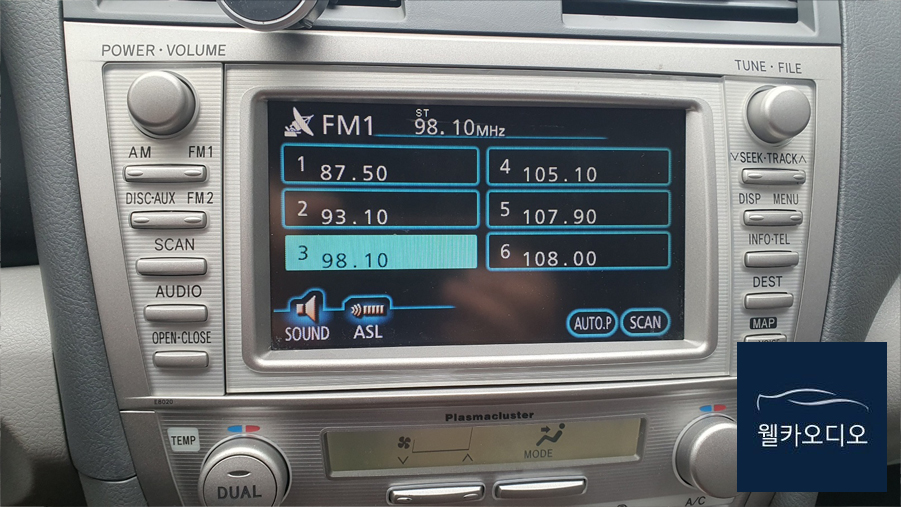 POWER · VOLUME
TUNE · FILE
AM FM1
DISC·AUX FM2
SCAN
AUDIO
OPEN·CLOSE
E8020
FM1 ST 98.10MHz
1 87.50
2 93.10
3 98.10
4 105.10
5 107.90
6 108.00
SOUND
ASL
AUTO.P
SCAN
∨SEEK·TRACK∧
DISP MENU
INFO·TEL
DEST
MAP
Plasmacluster
TEMP
DUAL
MODE
A/C
웰카오디오